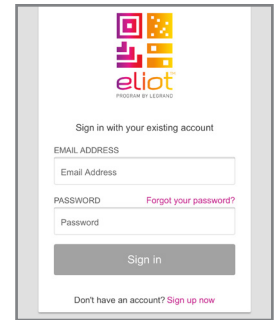 eliot™
PROGRAM BY LEGRAND
Sign in with your existing account
EMAIL ADDRESS
Email Address
PASSWORD Forgot your password?
Password
Sign in
Don't have an account? Sign up now